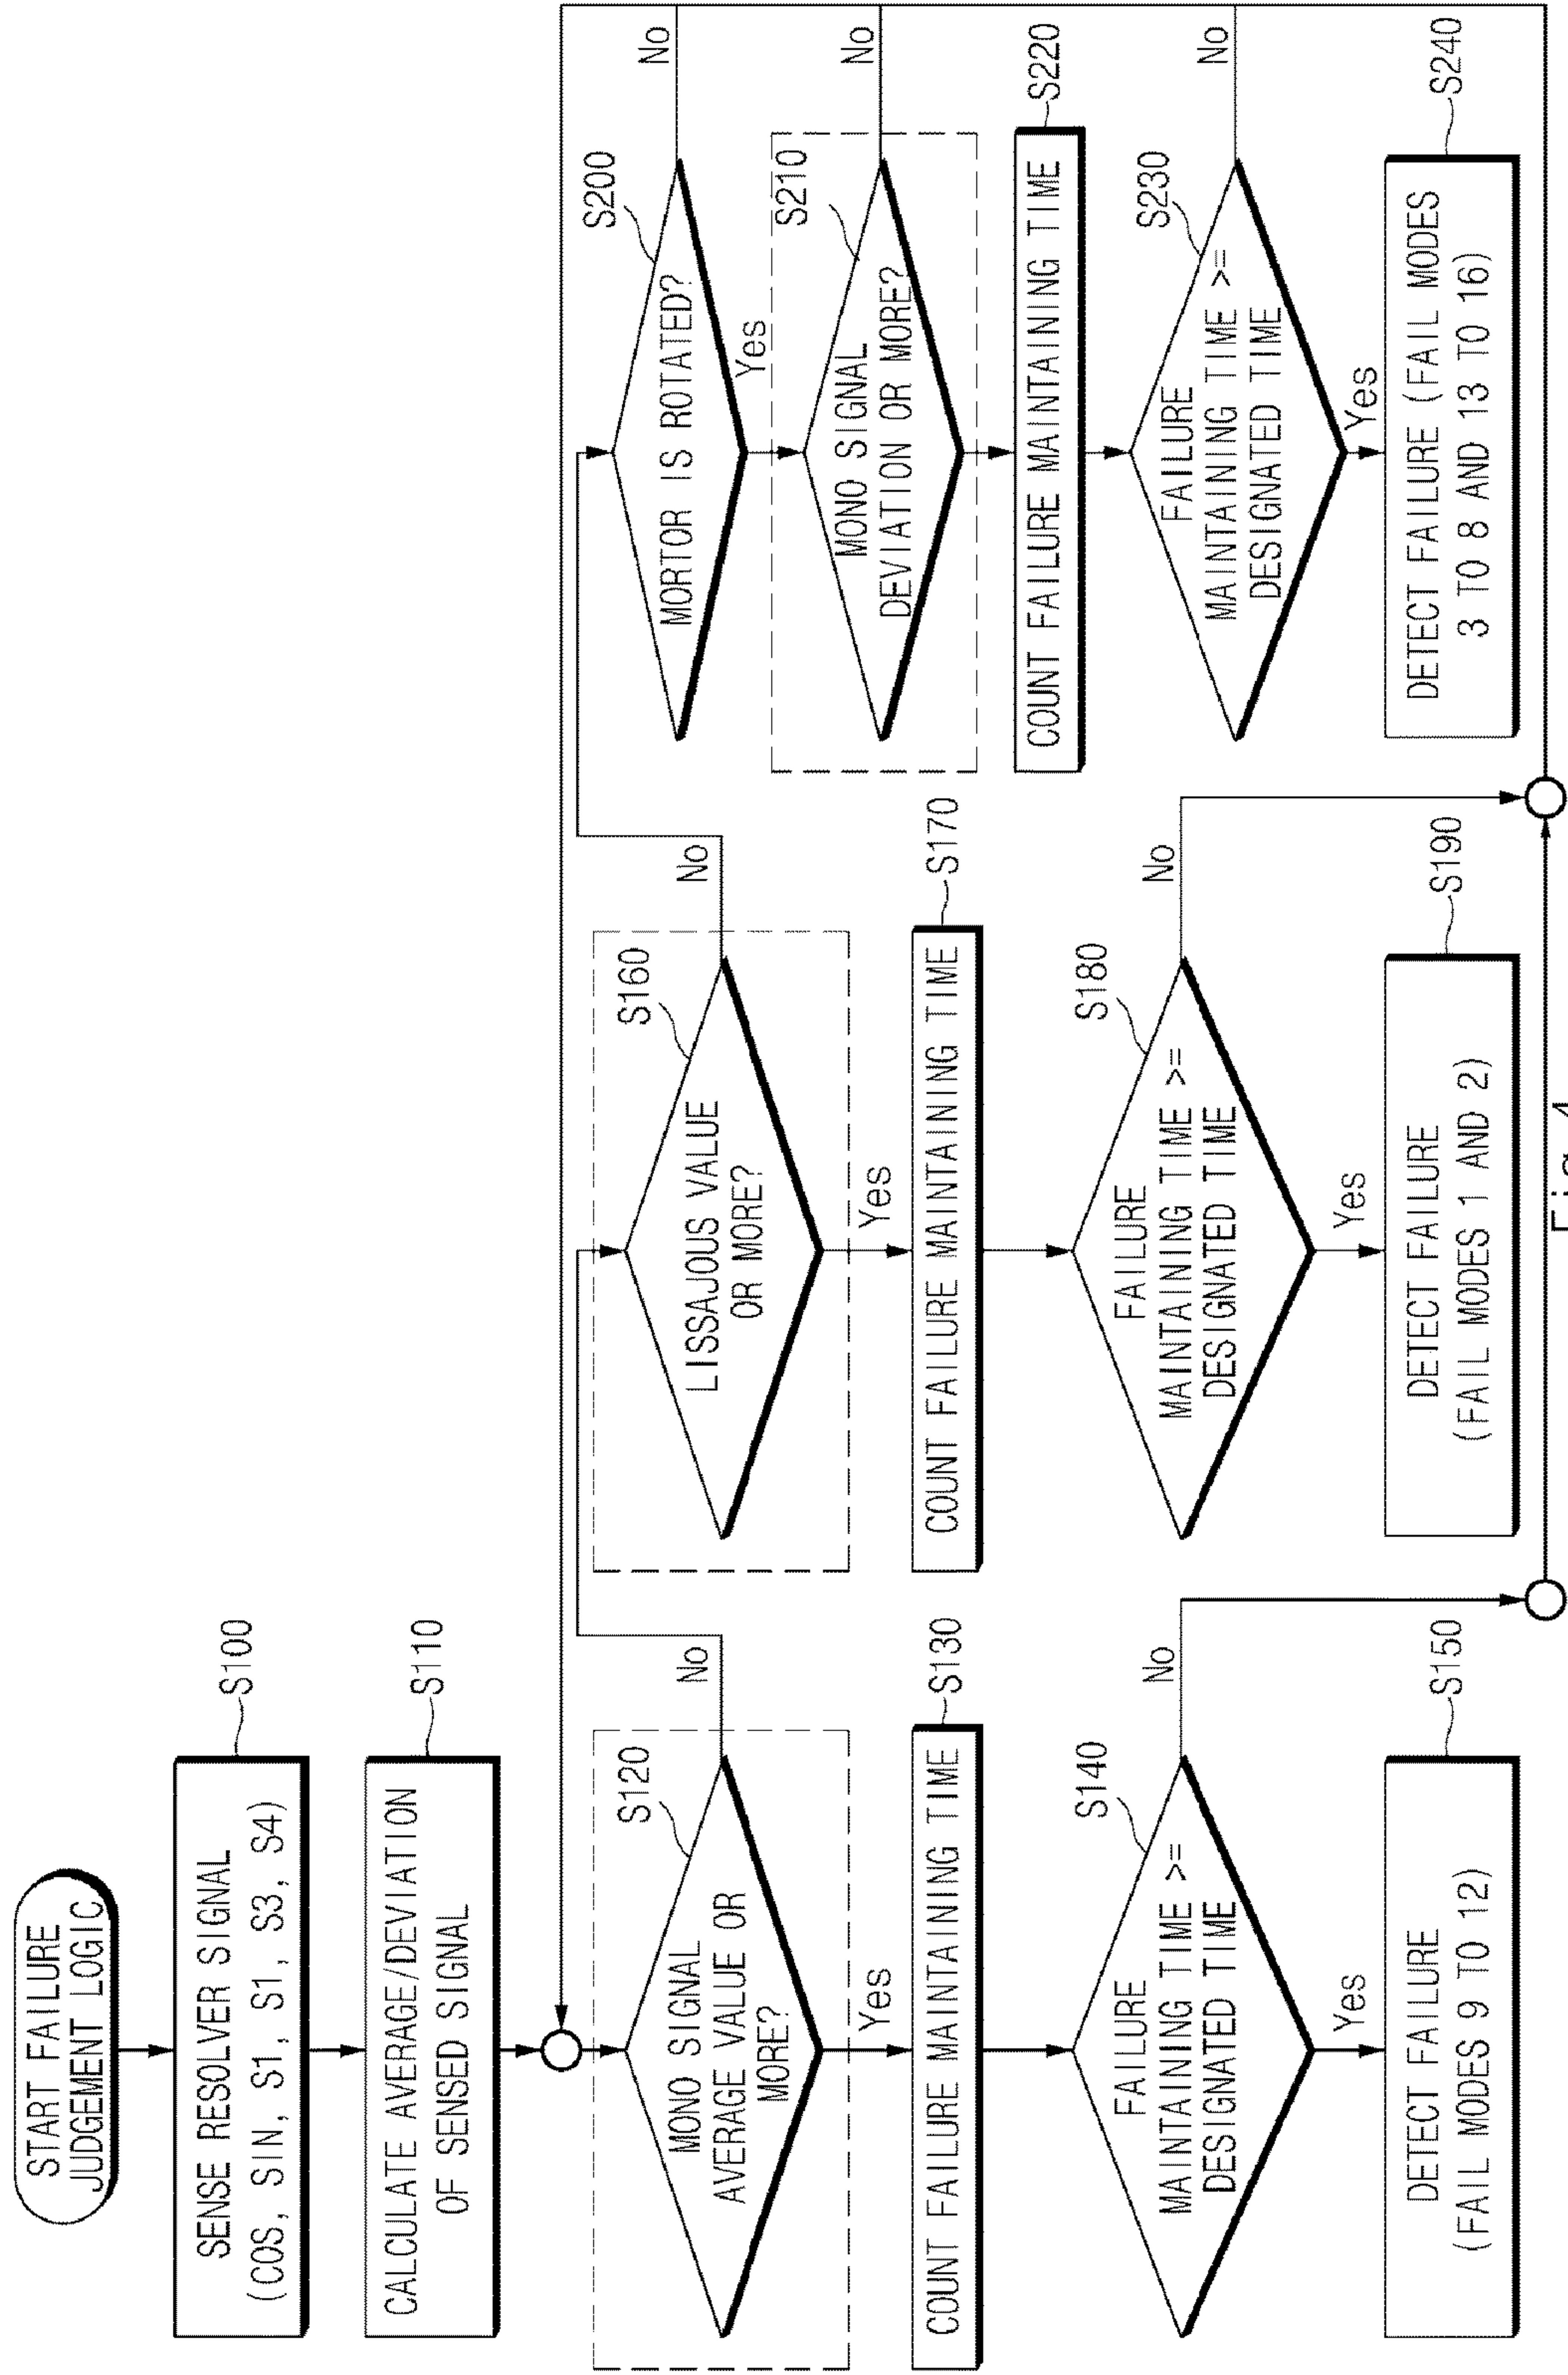 START FAILURE
JUDGEMENT LOGIC
SENSE RESOLVER SIGNAL
(COS, SIN, S1, S1, S3, S4)
S100
CALCULATE AVERAGE/DEVIATION
OF SENSED SIGNAL
S110
MONO SIGNAL
AVERAGE VALUE OR
MORE?
S120
No
Yes
COUNT FAILURE MAINTAINING TIME
S130
FAILURE
MAINTAINING TIME >=
DESIGNATED TIME
S140
No
Yes
DETECT FAILURE
(FAIL MODES 9 TO 12)
S150
LISSAJOUS VALUE
OR MORE?
S160
No
Yes
COUNT FAILURE MAINTAINING TIME
S170
FAILURE
MAINTAINING TIME >=
DESIGNATED TIME
S180
No
Yes
DETECT FAILURE
(FAIL MODES 1 AND 2)
S190
MORTOR IS ROTATED?
S200
No
Yes
MONO SIGNAL
DEVIATION OR MORE?
S210
No
COUNT FAILURE MAINTAINING TIME
S220
FAILURE
MAINTAINING TIME >=
DESIGNATED TIME
S230
No
Yes
DETECT FAILURE (FAIL MODES
3 TO 8 AND 13 TO 16)
S240